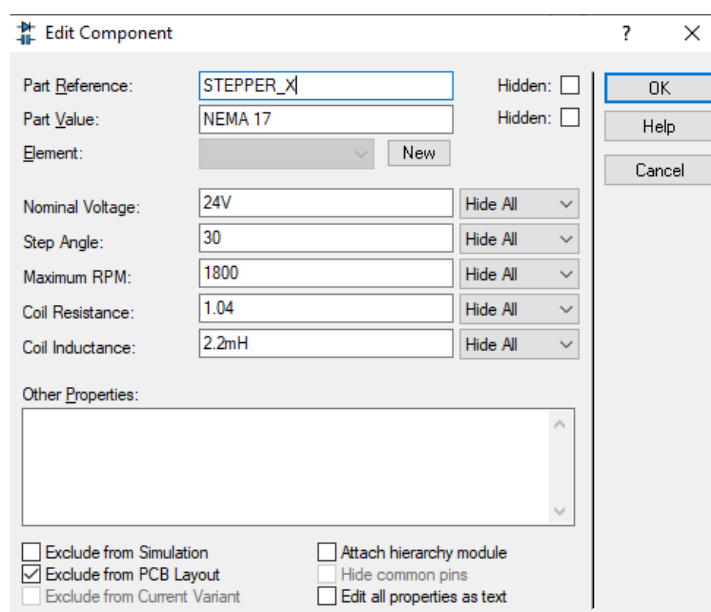 Edit Component ? X
Part Reference: STEPPER_X Hidden: OK
Part Value: NEMA 17 Hidden: Help
Element: New Cancel
Nominal Voltage: 24V Hide All
Step Angle: 30 Hide All
Maximum RPM: 1800 Hide All
Coil Resistance: 1.04 Hide All
Coil Inductance: 2.2mH Hide All
Other Properties:
Exclude from Simulation Attach hierarchy module
Exclude from PCB Layout Hide common pins
Exclude from Current Variant Edit all properties as text